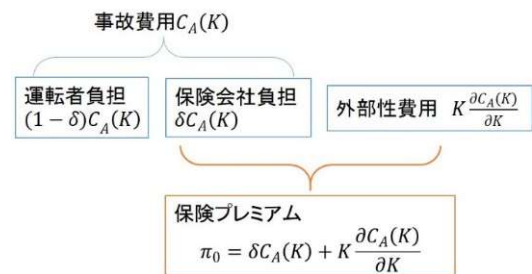 事故費用C_A(K)
運転者負担
(1 − δ)C_A(K)
保険会社負担
δC_A(K)
外部性費用 K ∂C_A(K)/∂K
保険プレミアム
π_0 = δC_A(K) + K ∂C_A(K)/∂K